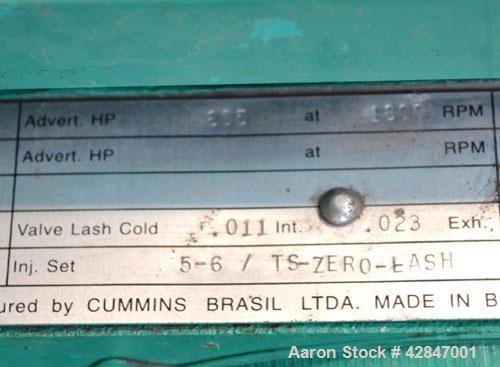 Advert. HP at RPM
Advert. HP at RPM
Valve Lash Cold .011 Int. .023 Exh.
Inj. Set 5-6 / TS-ZERO-LASH
ured by CUMMINS BRASIL LTDA. MADE IN B
Aaron Stock # 42847001